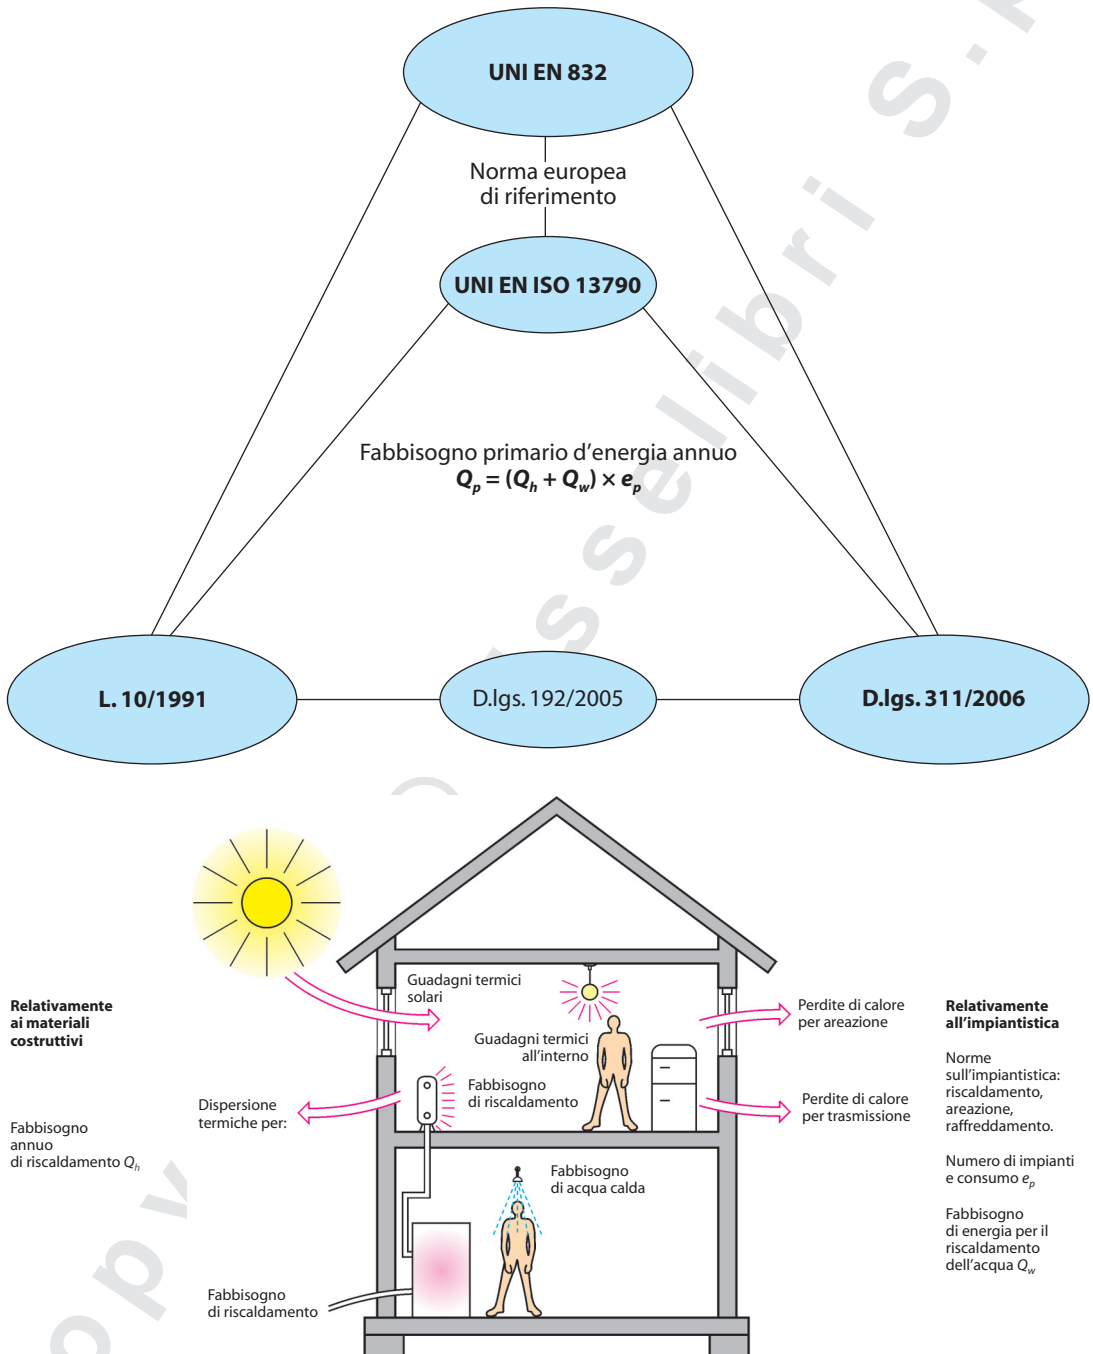 UNI EN 832
Norma europea
di riferimento
UNI EN ISO 13790
Fabbisogno primario d'energia annuo
Qp = (Qh + Qw) × ep
L. 10/1991
D.lgs. 192/2005
D.lgs. 311/2006
Relativamente
ai materiali
costruttivi
Fabbisogno
annuo
di riscaldamento Qh
Guadagni termici
solari
Guadagni termici
all'interno
Fabbisogno
di riscaldamento
Dispersione
termiche per:
Fabbisogno
di acqua calda
Fabbisogno
di riscaldamento
Perdite di calore
per areazione
Perdite di calore
per trasmissione
Relativamente
all'impiantistica
Norme
sull'impiantistica:
riscaldamento,
areazione,
raffreddamento.
Numero di impianti
e consumo ep
Fabbisogno
di energia per il
riscaldamento
dell'acqua Qw